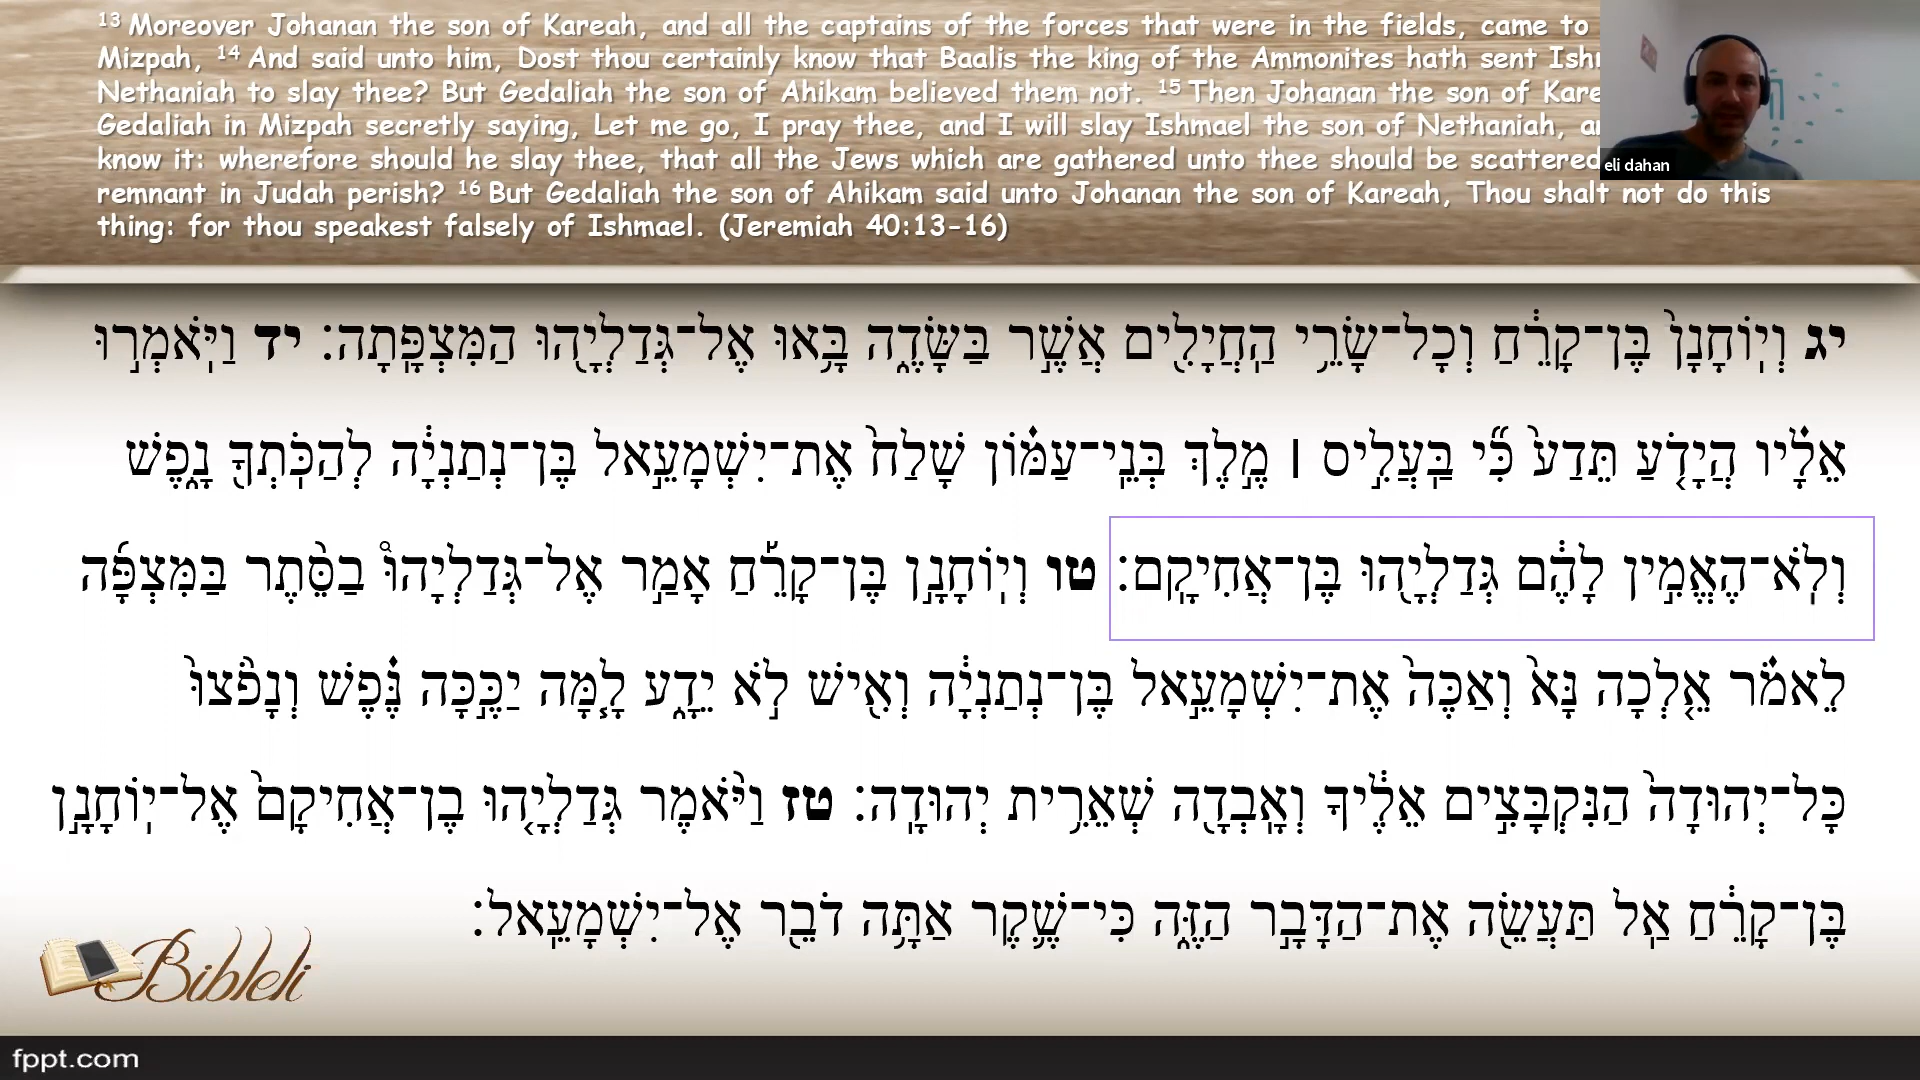 13 Moreover Johanan the son of Kareah, and all the captains of the forces that were in the fields, came to
Mizpah, 14 And said unto him, Dost thou certainly know that Baalis the king of the Ammonites hath sent
Nethaniah to slay thee? But Gedaliah the son of Ahikam believed them not. 15 Then Johanan the son of
Gedaliah in Mizpah secretly saying, Let me go, I pray thee, and I will slay Ishmael the son of Nethaniah,
know it: wherefore should he slay thee, that all the Jews which are gathered unto thee should be scattered
remnant in Judah perish? 16 But Gedaliah the son of Ahikam said unto Johanan the son of Kareah, Thou shalt not do this
thing: for thou speakest falsely of Ishmael. (Jeremiah 40:13-16)
eli dahan
יג וְיֽוֹחָנָן֙ בֶּן־קָרֵ֔חַ וְכׇל־שָׂרֵ֥י הַֽחֲיָלִ֖ים אֲשֶׁ֣ר בַּשָּׂדֶ֑ה בָּ֥אוּ אֶל־גְּדַלְיָ֖הוּ הַמִּצְפָּֽתָה׃ יד וַיֹּֽאמְר֣וּ
אֵלָ֗יו הֲיָדֹ֤עַ תֵּדַע֙ כִּ֞י בַּֽעֲלִ֣יס ׀ מֶ֣לֶךְ בְּנֵֽי־עַמּ֗וֹן שָׁלַח֙ אֶת־יִשְׁמָעֵ֣אל בֶּן־נְתַנְיָ֔ה לְהַכֹּֽתְךָ֖ נָ֑פֶשׁ
וְלֹֽא־הֶאֱמִ֣ין לָהֶ֔ם גְּדַלְיָ֖הוּ בֶּן־אֲחִיקָֽם׃ טו וְיֽוֹחָנָ֣ן בֶּן־קָרֵ֡חַ אָמַ֣ר אֶל־גְּדַלְיָהוּ֩ בַסֵּ֨תֶר בַּמִּצְפָּ֜ה
לֵאמֹ֗ר אֵ֤לְכָה נָּא֙ וְאַכֶּה֙ אֶת־יִשְׁמָעֵ֣אל בֶּן־נְתַנְיָ֔ה וְאִ֖ישׁ לֹ֣א יֵדָ֑ע לָ֧מָּה יַכֶּ֣כָּה נֶּ֗פֶשׁ וְנָפֹ֙צוּ֙
כׇּל־יְהוּדָה֙ הַנִּקְבָּצִ֣ים אֵלֶ֔יךָ וְאָֽבְדָ֖ה שְׁאֵרִ֥ית יְהוּדָֽה׃ טז וַיֹּ֨אמֶר גְּדַלְיָ֤הוּ בֶן־אֲחִיקָם֙ אֶל־יֽוֹחָנָ֣ן
בֶּן־קָרֵ֔חַ אַֽל תַּעֲשֵׂ֖ה אֶת־הַדָּבָ֣ר הַזֶּ֑ה כִּי־שֶׁ֛קֶר אַתָּ֥ה דֹבֵ֖ר אֶל־יִשְׁמָעֵֽאל׃
Bibleli
fppt.com